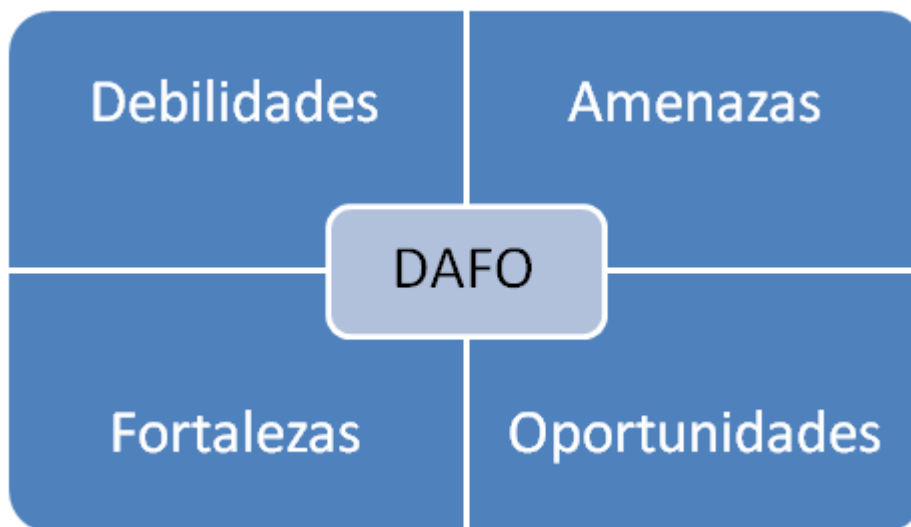 Debilidades
Amenazas
DAFO
Fortalezas
Oportunidades